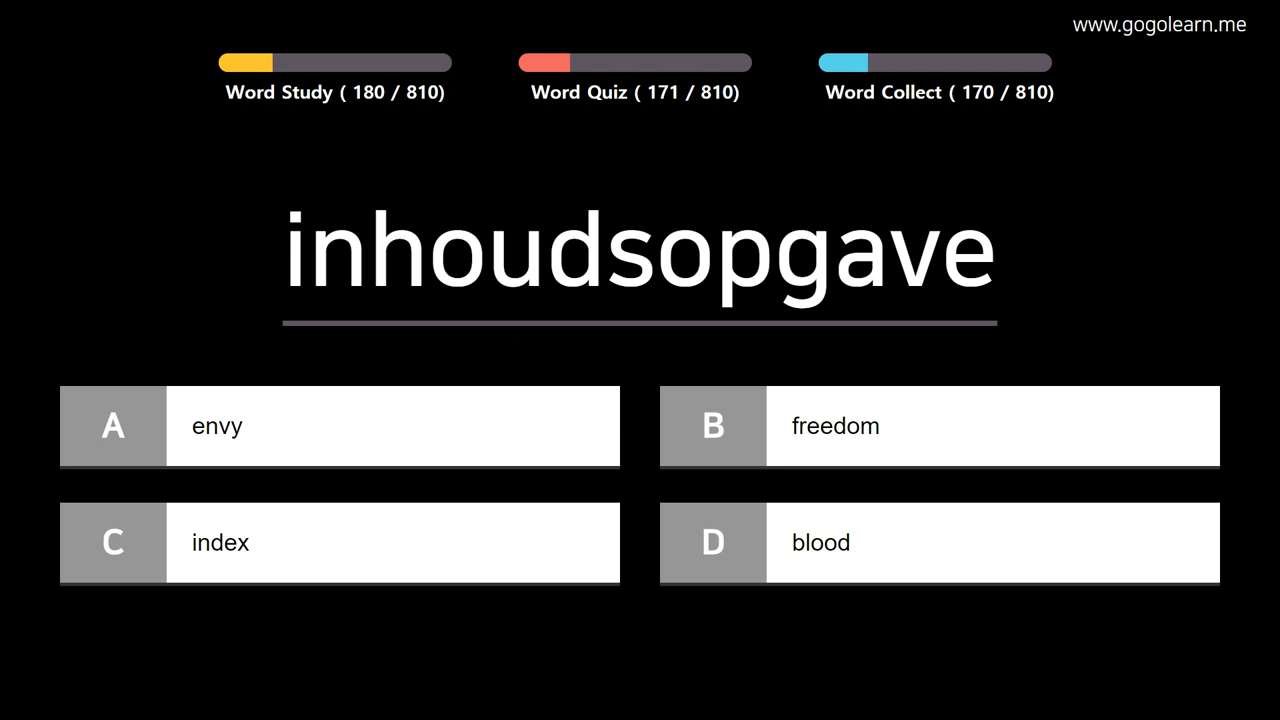 www.gogolearn.me
Word Study ( 180 / 810)
Word Quiz ( 171 / 810)
Word Collect ( 170 / 810)
inhoudsopgave
A envy
B freedom
C index
D blood